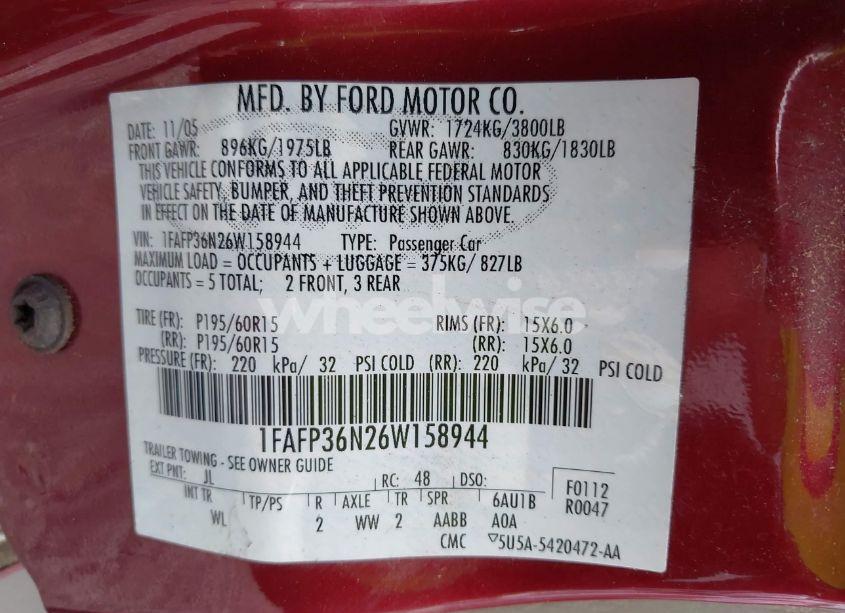 MFD. BY FORD MOTOR CO.
DATE: 11/05 GVWR: 1724KG/3800LB
FRONT GAWR: 896KG/1975LB REAR GAWR: 830KG/1830LB
THIS VEHICLE CONFORMS TO ALL APPLICABLE FEDERAL MOTOR
VEHICLE SAFETY, BUMPER, AND THEFT PREVENTION STANDARDS
IN EFFECT ON THE DATE OF MANUFACTURE SHOWN ABOVE.
VIN: 1FAFP36N26W158944 TYPE: Passenger Car
MAXIMUM LOAD = OCCUPANTS + LUGGAGE = 375KG/ 827LB
OCCUPANTS = 5 TOTAL; 2 FRONT, 3 REAR
wheelwise
TIRE (FR): P195/60R15 RIMS (FR): 15X6.0
(RR): P195/60R15 (RR): 15X6.0
PRESSURE (FR): 220 kPa/ 32 PSI COLD (RR): 220 kPa/ 32 PSI COLD
1FAFP36N26W158944
TRAILER TOWING - SEE OWNER GUIDE
EXT PNT: JL RC: 48 DSO: F0112
INT TR TP/PS R AXLE TR SPR 6AU1B R0047
WL 2 WW 2 AABB A0A
CMC ▽5U5A-5420472-AA